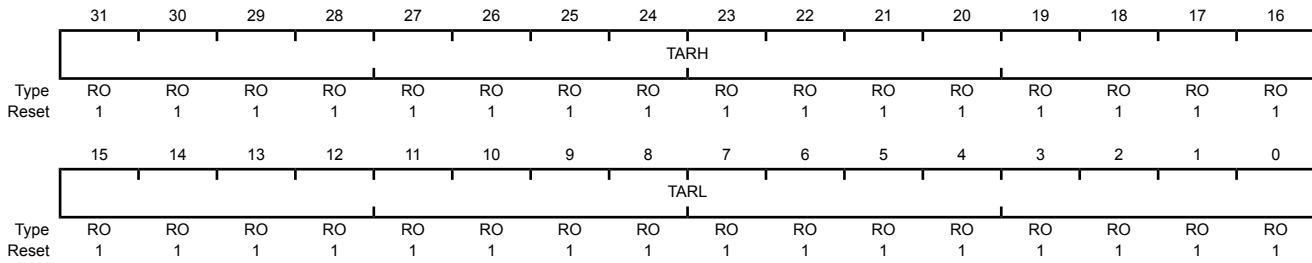 31 30 29 28 27 26 25 24 23 22 21 20 19 18 17 16
TARH
Type RO RO RO RO RO RO RO RO RO RO RO RO RO RO RO RO
Reset 1 1 1 1 1 1 1 1 1 1 1 1 1 1 1 1
15 14 13 12 11 10 9 8 7 6 5 4 3 2 1 0
TARL
Type RO RO RO RO RO RO RO RO RO RO RO RO RO RO RO RO
Reset 1 1 1 1 1 1 1 1 1 1 1 1 1 1 1 1